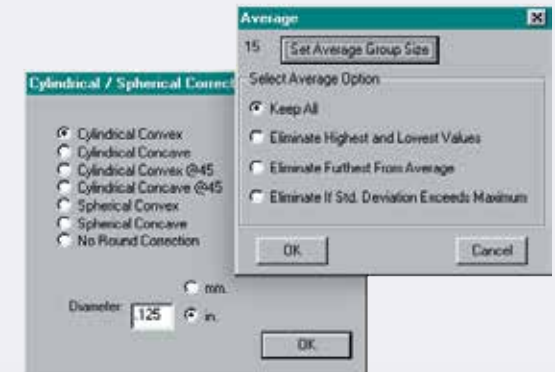 Average
15 Set Average Group Size
Select Average Option
Keep All
Eliminate Highest and Lowest Values
Eliminate Furthest From Average
Eliminate If Std. Deviation Exceeds Maximum
OK Cancel
Cylindrical / Spherical Correct
Cylindrical Convex
Cylindrical Concave
Cylindrical Convex @45
Cylindrical Concave @45
Spherical Convex
Spherical Concave
No Round Correction
mm.
Diameter: .125 in.
OK